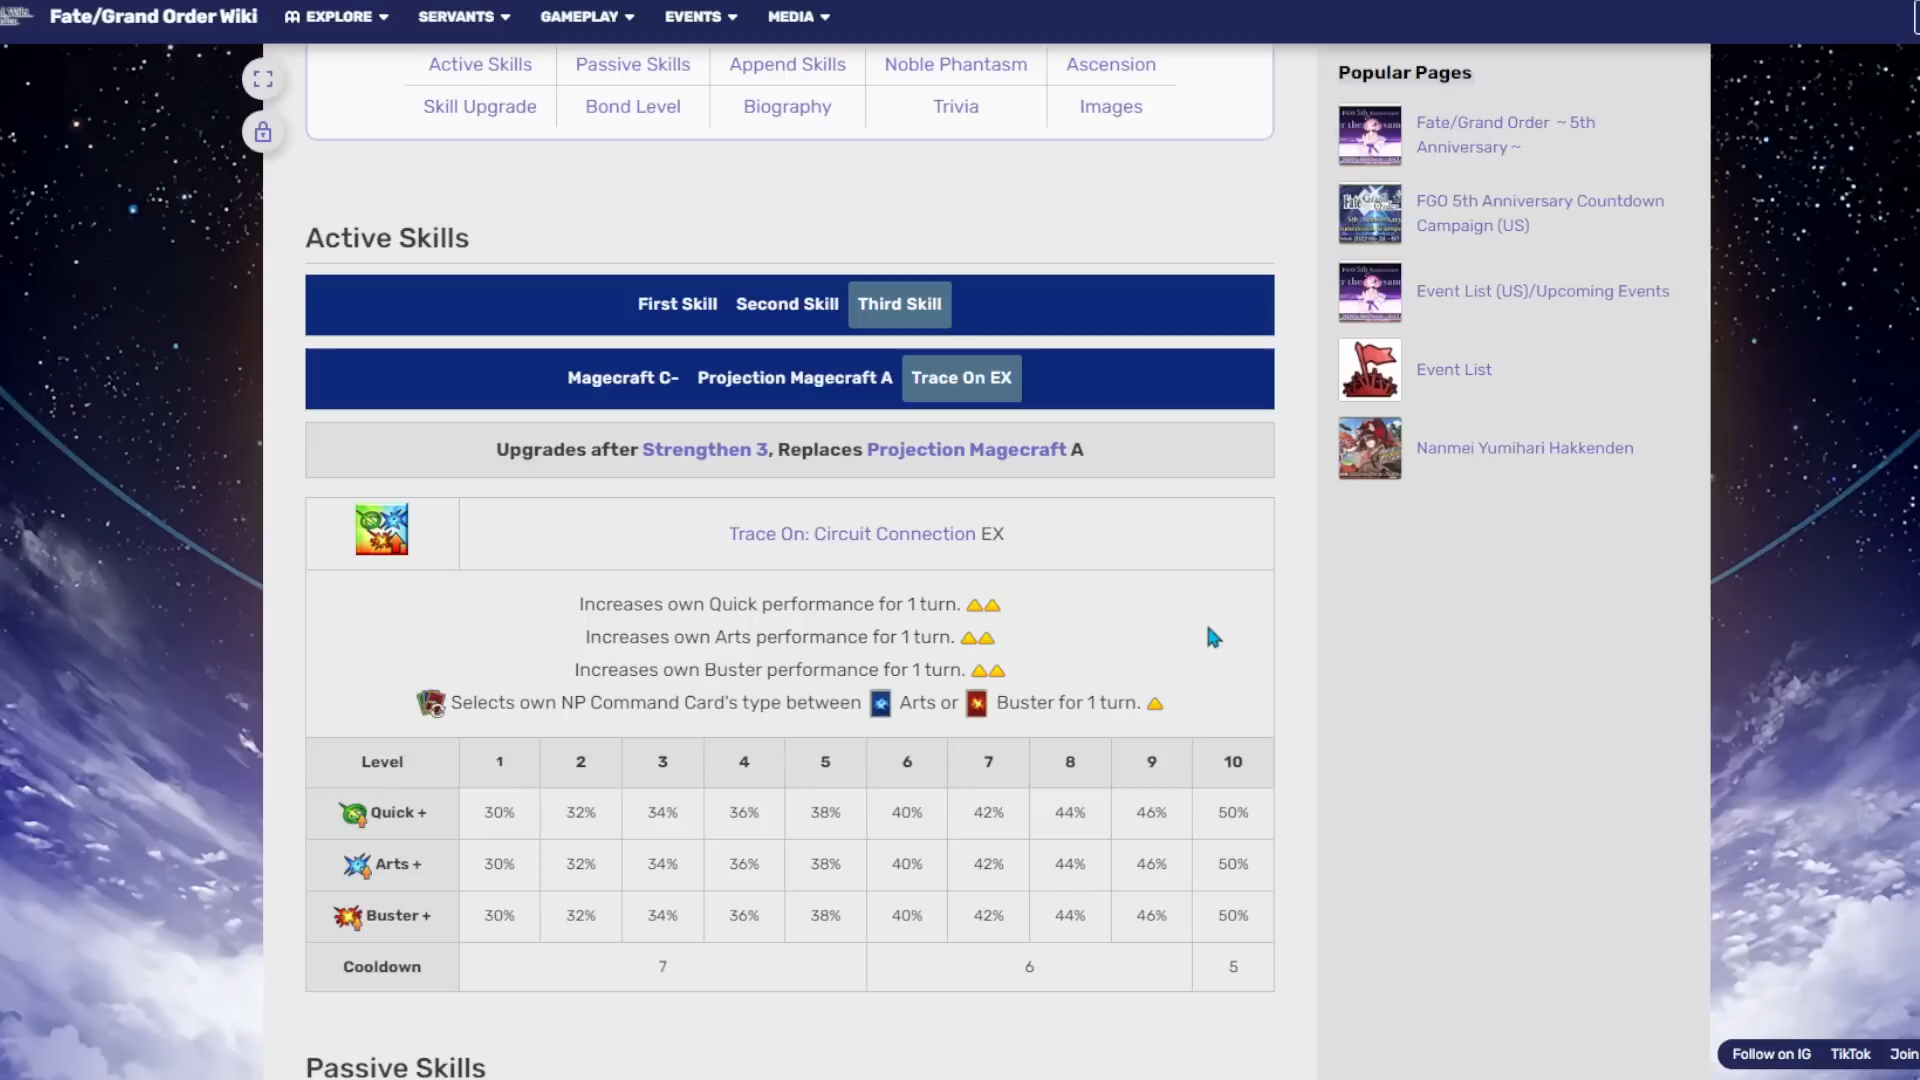 Fate/Grand Order Wiki EXPLORE SERVANTS GAMEPLAY EVENTS MEDIA
Active Skills Passive Skills Append Skills Noble Phantasm Ascension
Skill Upgrade Bond Level Biography Trivia Images
Active Skills
First Skill Second Skill Third Skill
Magecraft C- Projection Magecraft A Trace On EX
Upgrades after Strengthen 3, Replaces Projection Magecraft A
Trace On: Circuit Connection EX
Increases own Quick performance for 1 turn.
Increases own Arts performance for 1 turn.
Increases own Buster performance for 1 turn.
Selects own NP Command Card's type between Arts or Buster for 1 turn.
Level 1 2 3 4 5 6 7 8 9 10
Quick + 30% 32% 34% 36% 38% 40% 42% 44% 46% 50%
Arts + 30% 32% 34% 36% 38% 40% 42% 44% 46% 50%
Buster + 30% 32% 34% 36% 38% 40% 42% 44% 46% 50%
Cooldown 7 6 5
Passive Skills
Popular Pages
Fate/Grand Order ~5th
Anniversary~
FGO 5th Anniversary Countdown
Campaign (US)
Event List (US)/Upcoming Events
Event List
Nanmei Yumihari Hakkenden
Follow on IG TikTok Join